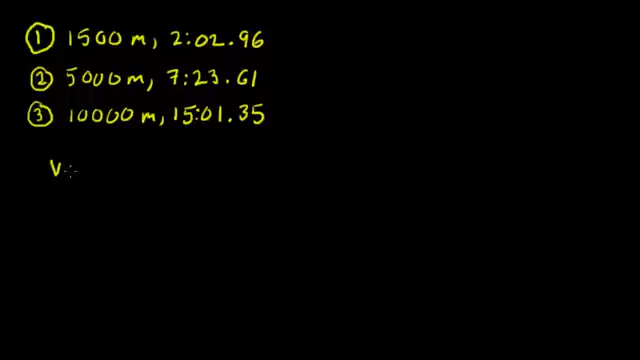 ① 1500 m, 2:02.96
② 5000 m, 7:23.61
③ 10000 m, 15:01.35
V